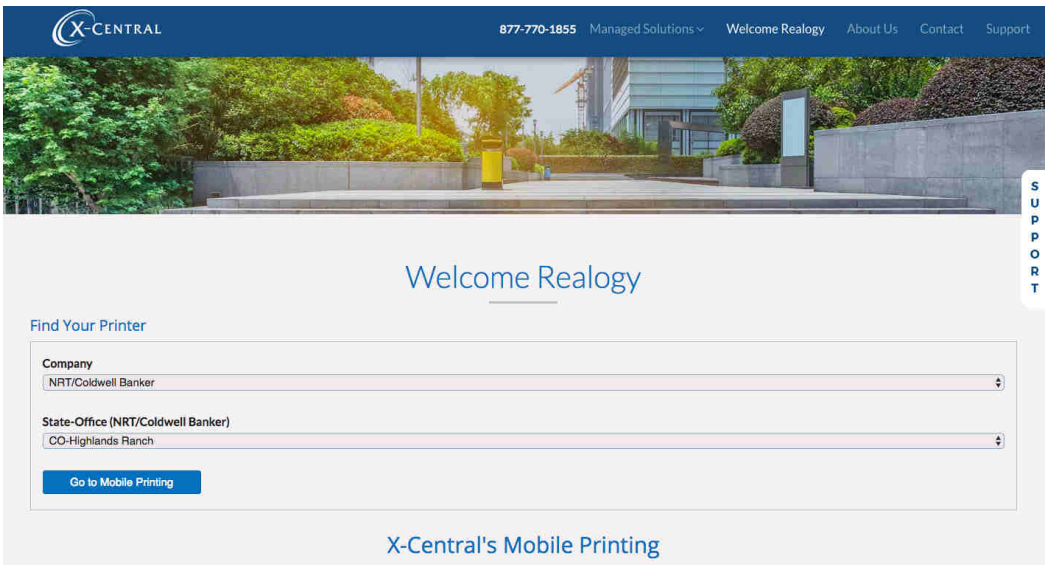 X-CENTRAL
877-770-1855 Managed Solutions Welcome Realogy About Us Contact Support
SUPPORT
Welcome Realogy
Find Your Printer
Company
NRT/Coldwell Banker
State-Office (NRT/Coldwell Banker)
CO-Highlands Ranch
Go to Mobile Printing
X-Central's Mobile Printing